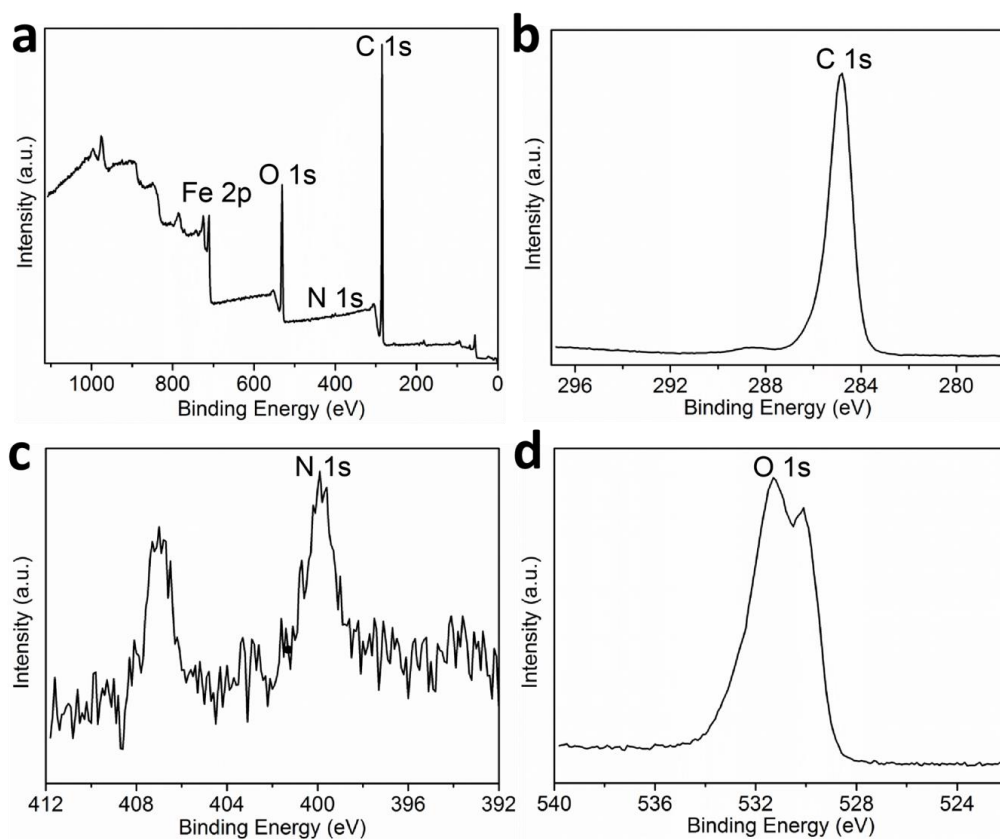 a
C 1s
O 1s
Fe 2p
N 1s
Intensity (a.u.)
1000 800 600 400 200 0
Binding Energy (eV)
b
C 1s
Intensity (a.u.)
296 292 288 284 280
Binding Energy (eV)
c
N 1s
Intensity (a.u.)
412 408 404 400 396 392
Binding Energy (eV)
d
O 1s
Intensity (a.u.)
540 536 532 528 524
Binding Energy (eV)